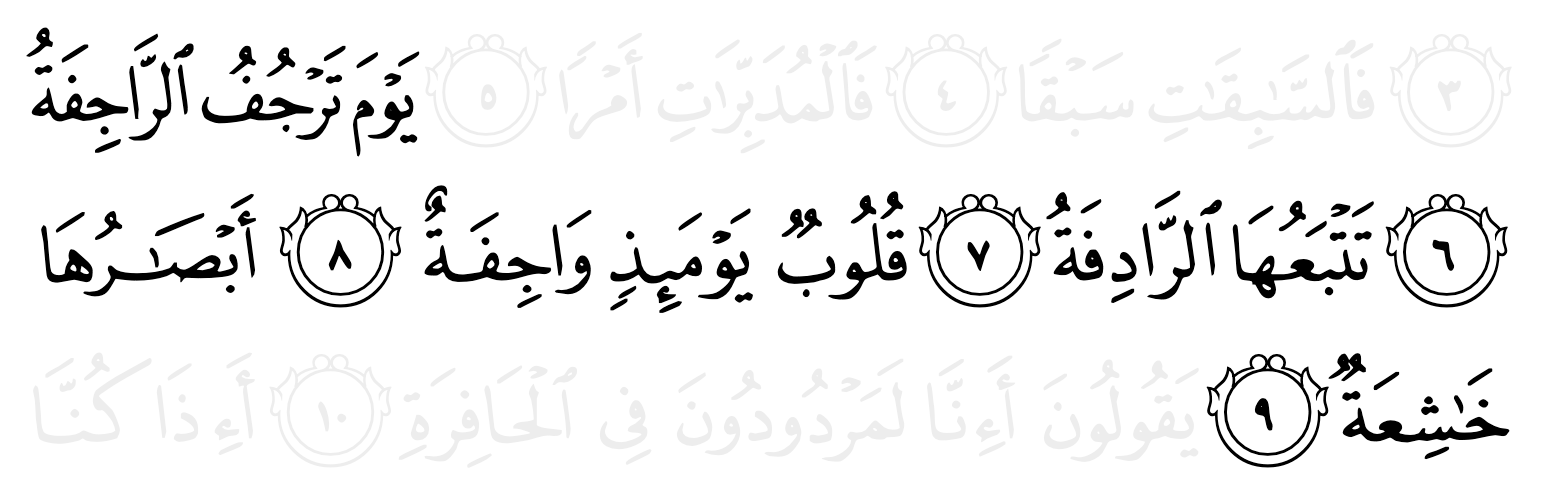 ٣ فَٱلسَّٰبِقَٰتِ سَبْقًا ٤ فَٱلْمُدَبِّرَٰتِ أَمْرًا ٥ يَوْمَ تَرْجُفُ ٱلرَّاجِفَةُ
٦ تَتْبَعُهَا ٱلرَّادِفَةُ ٧ قُلُوبٌ يَوْمَئِذٍ وَاجِفَةٌ ٨ أَبْصَٰرُهَا
خَٰشِعَةٌ ٩ يَقُولُونَ أَءِنَّا لَمَرْدُودُونَ فِى ٱلْحَافِرَةِ ١٠ أَءِذَا كُنَّا